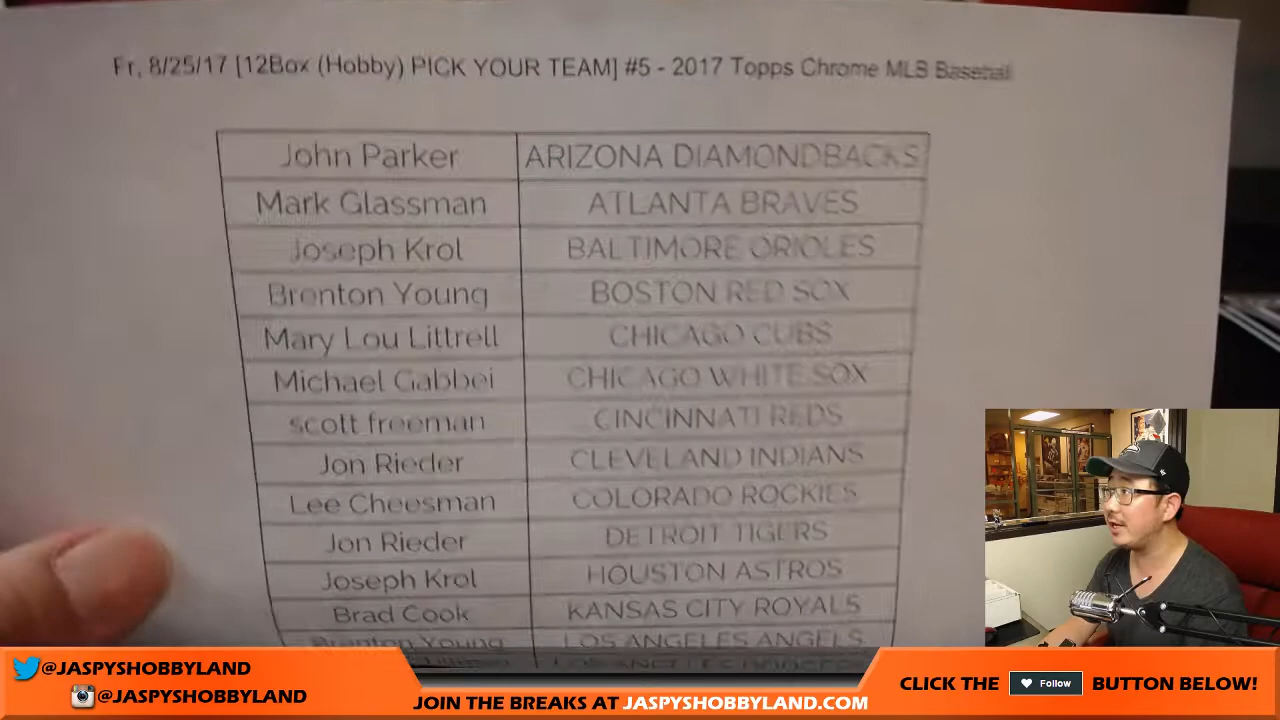 Fr, 8/25/17 [12Box (Hobby) PICK YOUR TEAM] #5 - 2017 Topps Chrome MLB Baseball
John Parker ARIZONA DIAMONDBACKS
Mark Glassman ATLANTA BRAVES
Joseph Krol BALTIMORE ORIOLES
Brenton Young BOSTON RED SOX
Mary Lou Littrell CHICAGO CUBS
Michael Gabbei CHICAGO WHITE SOX
scott freeman CINCINNATI REDS
Jon Rieder CLEVELAND INDIANS
Lee Cheesman COLORADO ROCKIES
Jon Rieder DETROIT TIGERS
Joseph Krol HOUSTON ASTROS
Brad Cook KANSAS CITY ROYALS
Brenton Young LOS ANGELES ANGELS
LOS ANGELES DODGERS
@JASPYSHOBBYLAND
@JASPYSHOBBYLAND
JOIN THE BREAKS AT JASPYSHOBBYLAND.COM
CLICK THE Follow BUTTON BELOW!